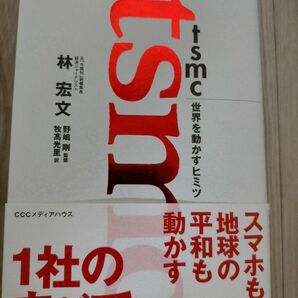 tsmc 世界を動かすヒミツ
tsm
林 宏文
野嶋 剛 監修
牧髙光里 訳
CCCメディアハウス
スマホも
地球の
平和も
動かす
1社の